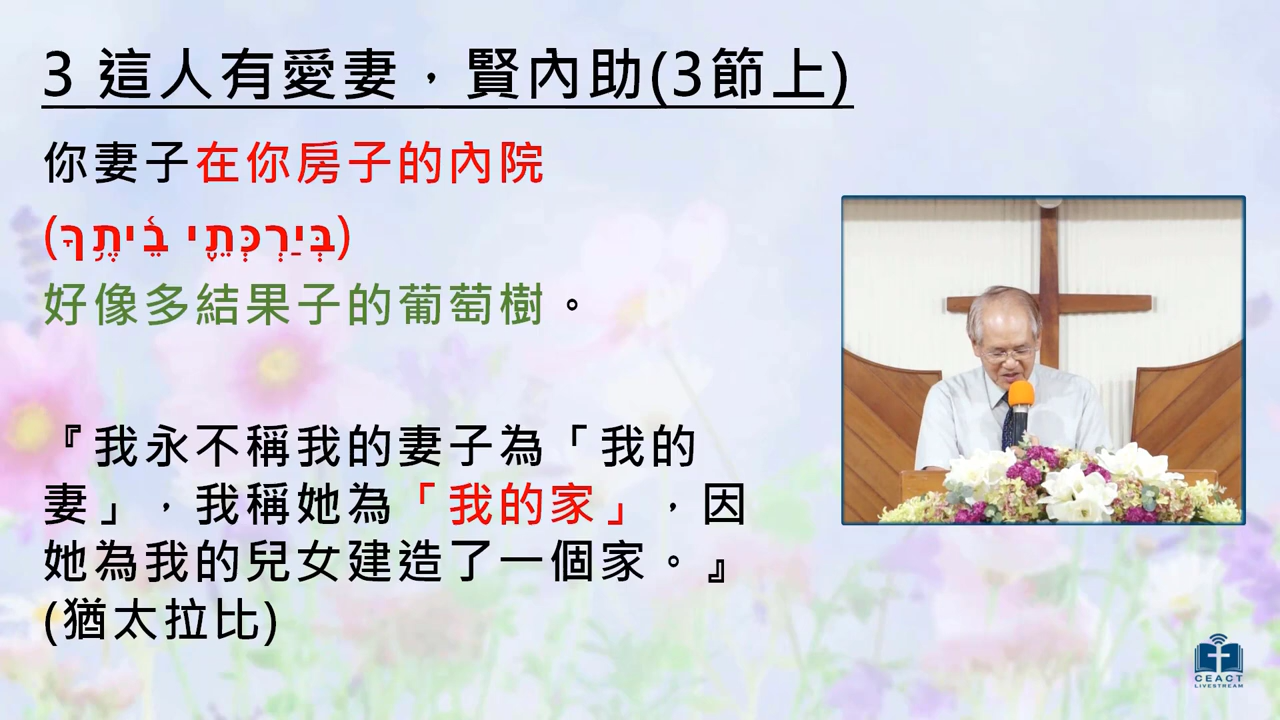 3 這人有愛妻，賢內助(3節上)
你妻子在你房子的內院
(בְּיַרְכְּתֵ֪י בֵ֫יתֶ֥ךָ)
好像多結果子的葡萄樹。
『我永不稱我的妻子為「我的
妻」，我稱她為「我的家」，因
她為我的兒女建造了一個家。』
(猶太拉比)
CEACT
LIVESTREAM